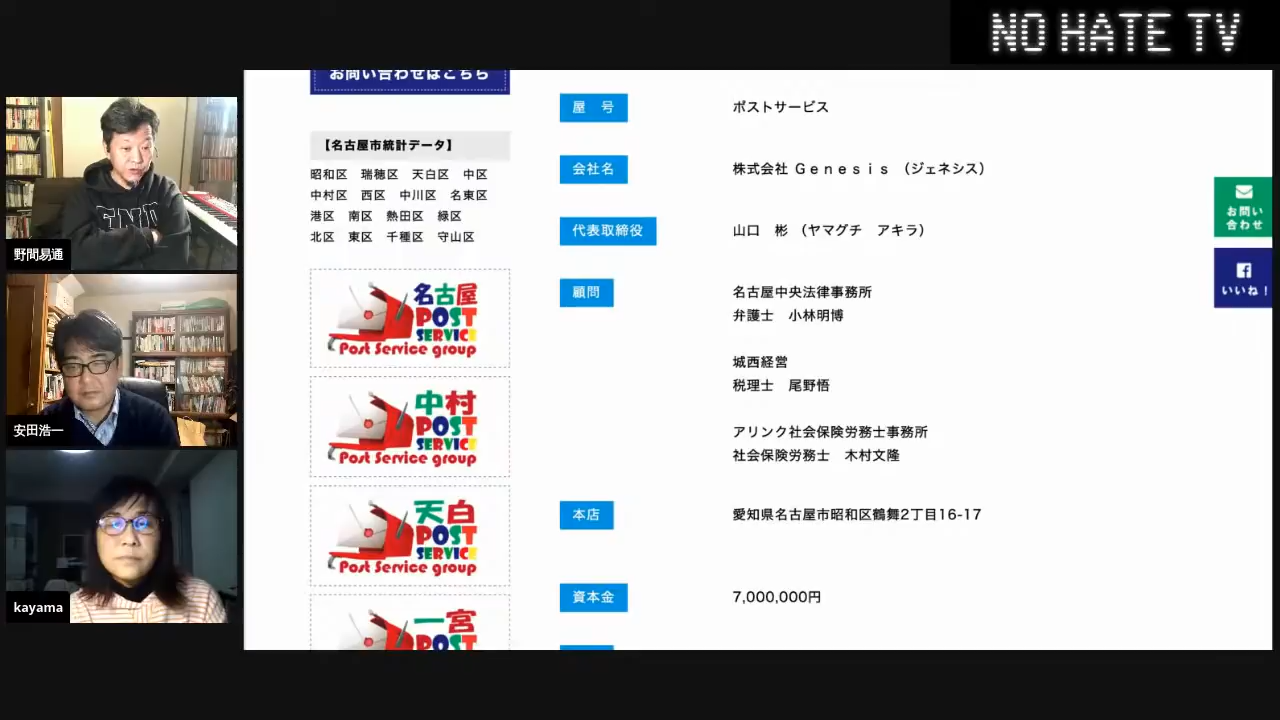 NO HATE TV
野間易通
安田浩一
kayama
お問い合わせはこちら
【名古屋市統計データ】
昭和区 瑞穂区 天白区 中区
中村区 西区 中川区 名東区
港区 南区 熱田区 緑区
北区 東区 千種区 守山区
名古屋
POST
SERVICE
Post Service group
中村
POST
SERVICE
Post Service group
天白
POST
SERVICE
Post Service group
一宮
POST
屋 号
ポストサービス
会社名
株式会社 Ｇｅｎｅｓｉｓ （ジェネシス）
代表取締役
山口 彬 （ヤマグチ アキラ）
顧問
名古屋中央法律事務所
弁護士 小林明博
城西経営
税理士 尾野悟
アリンク社会保険労務士事務所
社会保険労務士 木村文隆
本店
愛知県名古屋市昭和区鶴舞2丁目16-17
資本金
7,000,000円
お問い
合わせ
いいね！